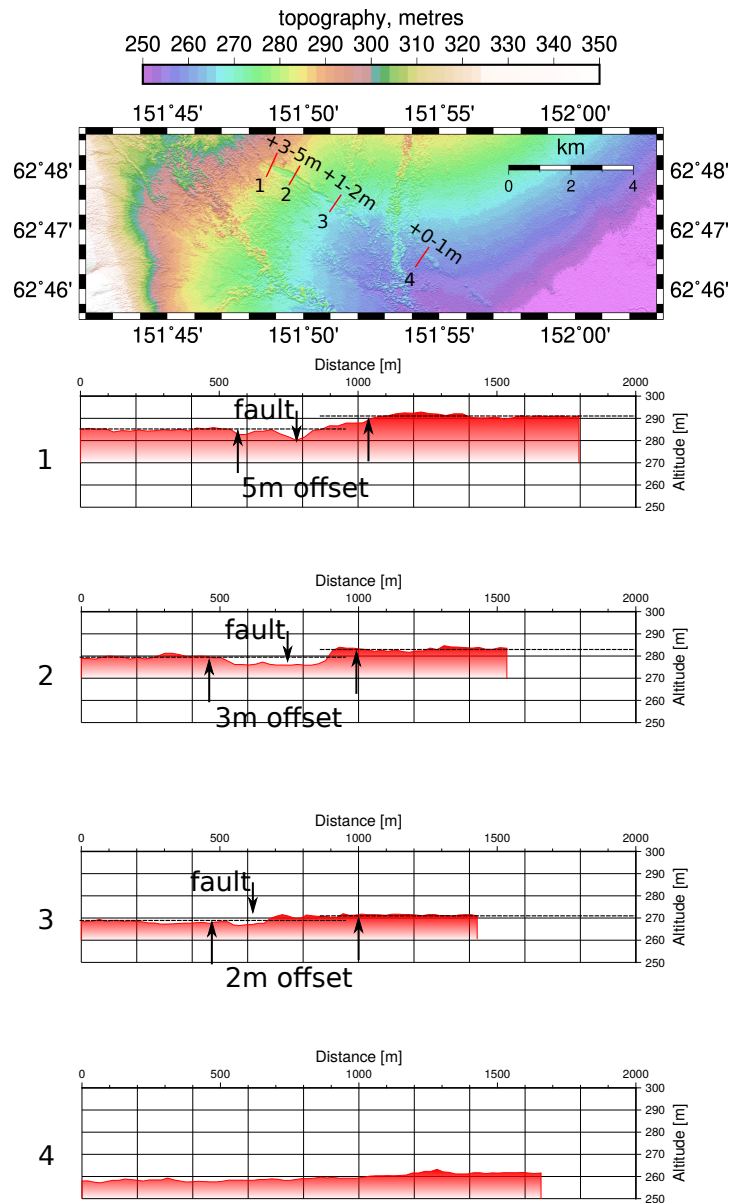 topography, metres
250 260 270 280 290 300 310 320 330 340 350
151˚45' 151˚50' 151˚55' 152˚00'
62˚48' 62˚48'
62˚47' 62˚47'
62˚46' 62˚46'
+3-5m
+1-2m
+0-1m
1
2
3
4
km
0 2 4
151˚45' 151˚50' 151˚55' 152˚00'
Distance [m]
0 500 1000 1500 2000
300
290
280
270
260
250
Altitude [m]
fault
5m offset
1
Distance [m]
0 500 1000 1500 2000
300
290
280
270
260
250
Altitude [m]
fault
3m offset
2
Distance [m]
0 500 1000 1500 2000
300
290
280
270
260
250
Altitude [m]
fault
2m offset
3
Distance [m]
0 500 1000 1500 2000
300
290
280
270
260
250
Altitude [m]
4